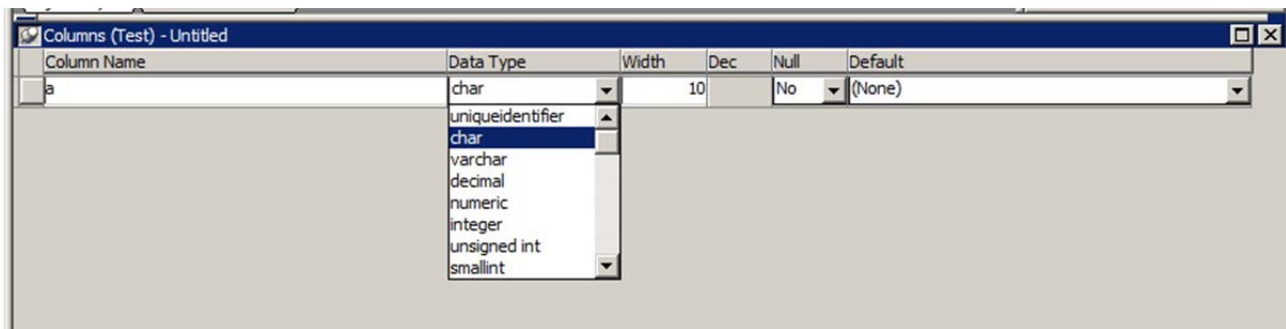 Columns (Test) - Untitled
Column Name Data Type Width Dec Null Default
a char 10 No (None)
uniqueidentifier
char
varchar
decimal
numeric
integer
unsigned int
smallint